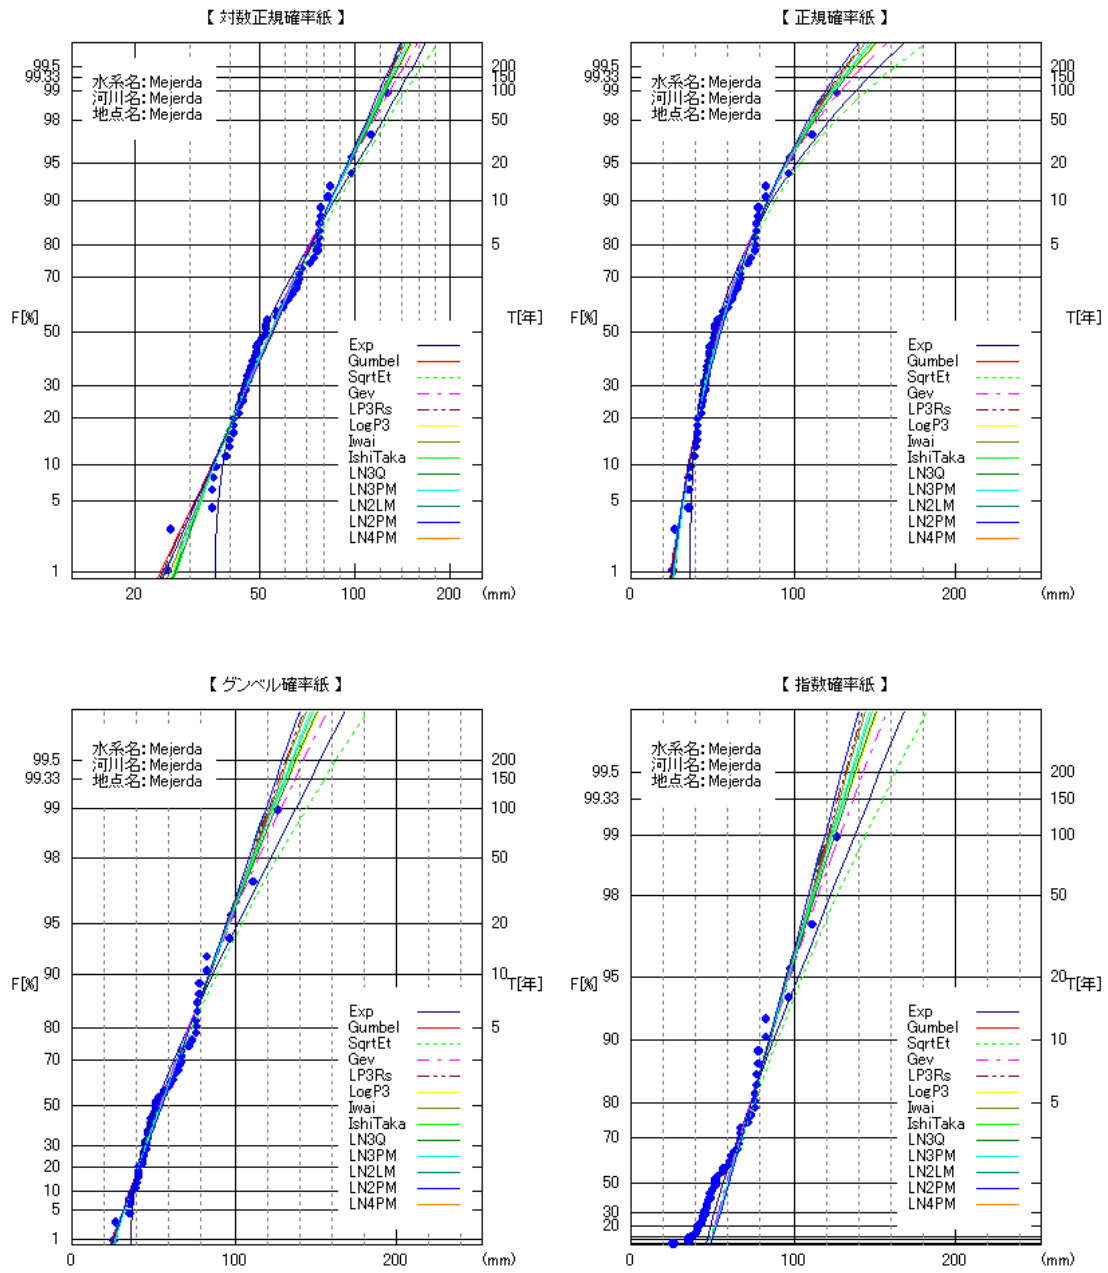 【 対数正規確率紙 】
99.5
99.33
99
98
95
90
80
70
F[%]
50
30
20
10
5
1
水系名: Mejerda
河川名: Mejerda
地点名: Mejerda
200
150
100
50
20
10
5
T[年]
Exp
Gumbel
SqrtEt
Gev
LP3Rs
LogP3
Iwai
IshiTaka
LN3Q
LN3PM
LN2LM
LN2PM
LN4PM
20 50 100 200 (mm)
【 正規確率紙 】
99.5
99.33
99
98
95
90
80
70
F[%]
50
30
20
10
5
1
水系名: Mejerda
河川名: Mejerda
地点名: Mejerda
200
150
100
50
20
10
5
T[年]
Exp
Gumbel
SqrtEt
Gev
LP3Rs
LogP3
Iwai
IshiTaka
LN3Q
LN3PM
LN2LM
LN2PM
LN4PM
0 100 200 (mm)
【 グンベル確率紙 】
99.5
99.33
99
98
95
90
F[%]
80
70
50
30
20
10
5
1
水系名: Mejerda
河川名: Mejerda
地点名: Mejerda
200
150
100
50
20
10
T[年]
5
Exp
Gumbel
SqrtEt
Gev
LP3Rs
LogP3
Iwai
IshiTaka
LN3Q
LN3PM
LN2LM
LN2PM
LN4PM
0 100 200 (mm)
【 指数確率紙 】
99.5
99.33
99
98
95
F[%]
90
80
70
50
30
20
水系名: Mejerda
河川名: Mejerda
地点名: Mejerda
200
150
100
50
20
T[年]
10
5
Exp
Gumbel
SqrtEt
Gev
LP3Rs
LogP3
Iwai
IshiTaka
LN3Q
LN3PM
LN2LM
LN2PM
LN4PM
0 100 200 (mm)